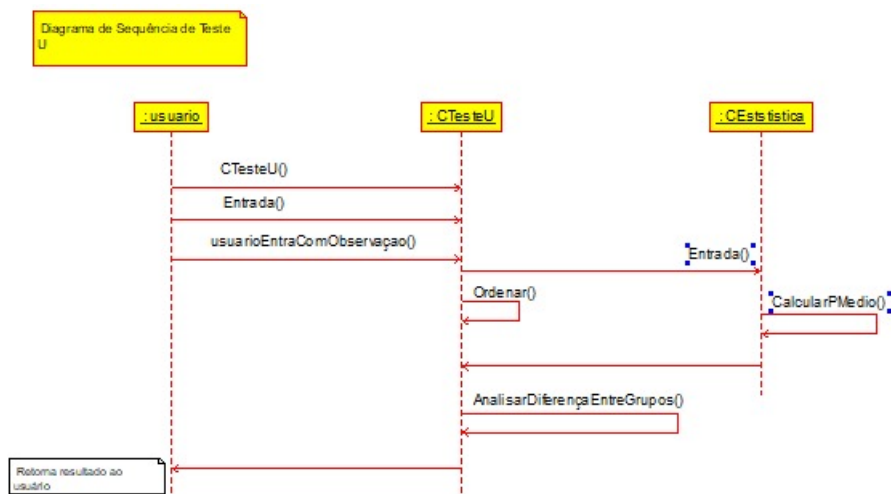 Diagrama de Sequência de Teste
U
: usuario
: CTesteU
: CEststistica
CTesteU()
Entrada()
usuarioEntraComObservaçao()
Entrada()
Ordenar()
CalcularPMedio()
AnalisarDiferençaEntreGrupos()
Retorna resultado ao
usuário